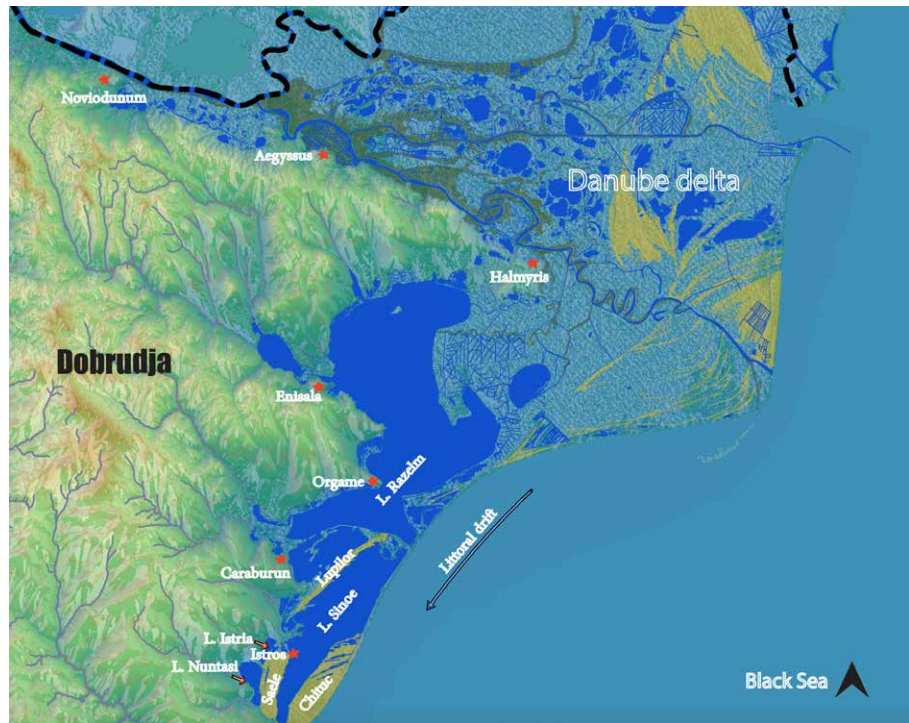 Noviodunum
Aegyssus
Danube delta
Halmyris
Dobrudja
Enisala
Orgame
L. Razelm
Littoral drift
Caraburun
Lupilor
L. Sinoe
L. Istria
Istros
L. Nuntasi
Saele
Chituc
Black Sea